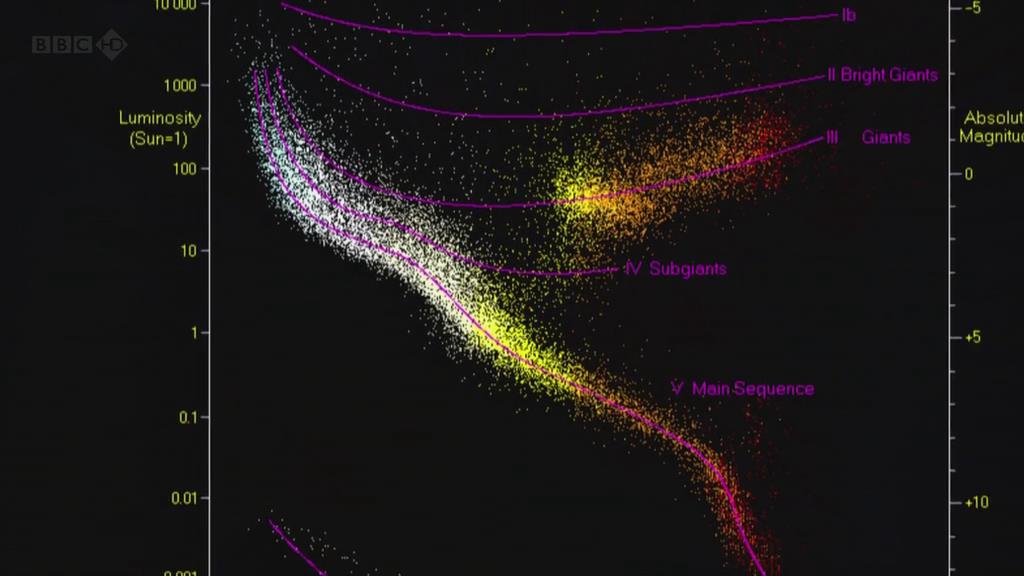 10 000
-5
Ib
BBC HD
II Bright Giants
1000
Luminosity
(Sun=1)
Absolut
Magnitu
III Giants
100
0
10
IV Subgiants
1
+5
V Main Sequence
0.1
0.01
+10
0.001